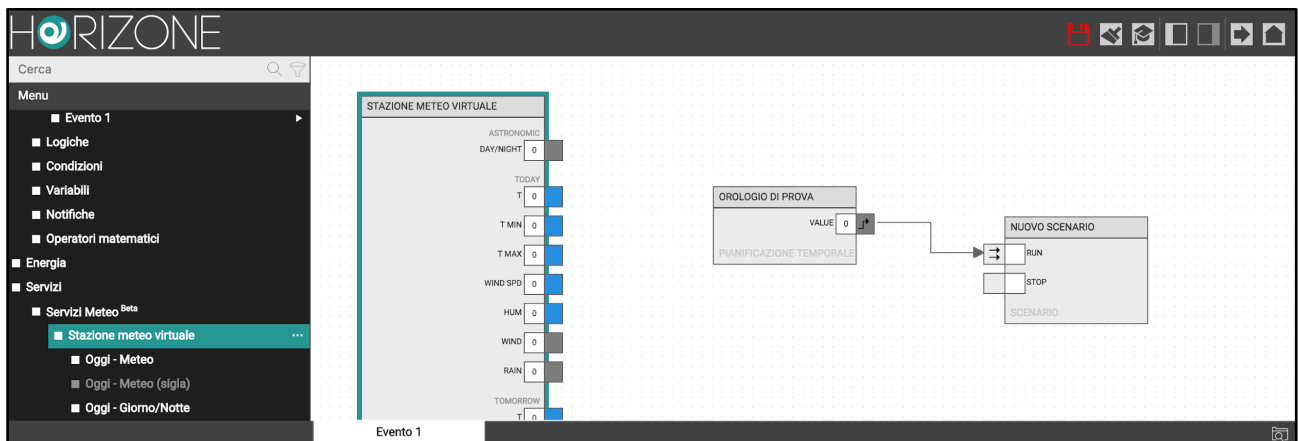 HORIZONE
Cerca
Menu
Evento 1
Logiche
Condizioni
Variabili
Notifiche
Operatori matematici
Energia
Servizi
Servizi Meteo Beta
Stazione meteo virtuale
Oggi - Meteo
Oggi - Meteo (sigla)
Oggi - Giorno/Notte
STAZIONE METEO VIRTUALE
ASTRONOMIC
DAY/NIGHT 0
TODAY
T 0
T MIN 0
T MAX 0
WIND SPD 0
HUM 0
WIND 0
RAIN 0
TOMORROW
T 0
OROLOGIO DI PROVA
VALUE 0
PIANIFICAZIONE TEMPORALE
NUOVO SCENARIO
RUN
STOP
SCENARIO
Evento 1